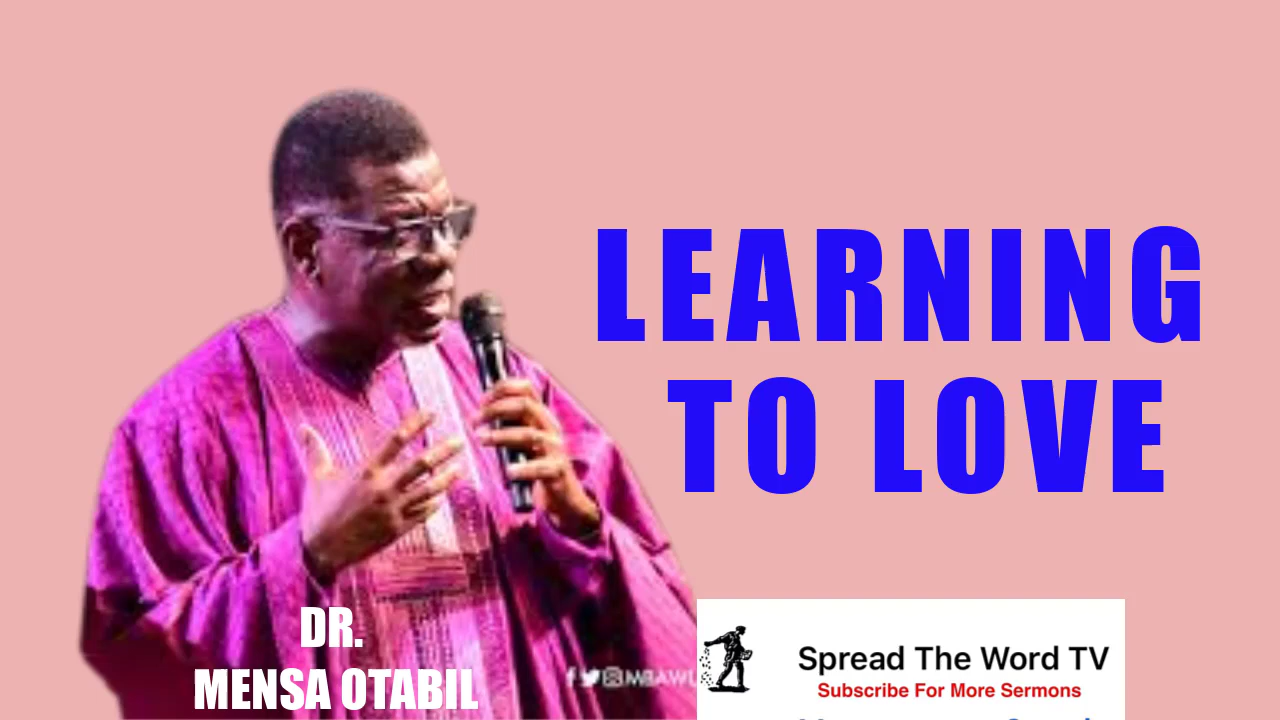 LEARNING
TO LOVE
DR.
MENSA OTABIL
Spread The Word TV
Subscribe For More Sermons